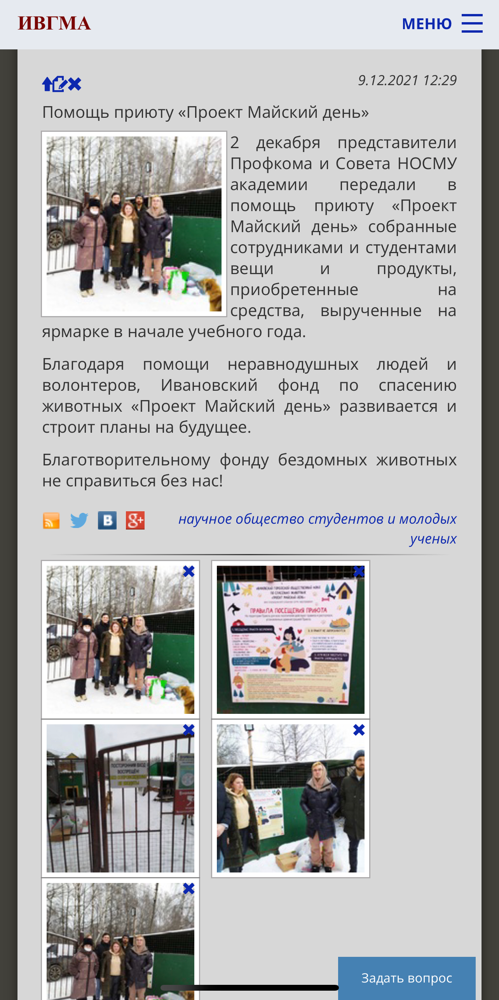 ИВГМА
МЕНЮ
9.12.2021 12:29
Помощь приюту «Проект Майский день»
2 декабря представители
Профкома и Совета НОСМУ
академии передали в
помощь приюту «Проект
Майский день» собранные
сотрудниками и студентами
вещи и продукты,
приобретенные на
средства, вырученные на
ярмарке в начале учебного года.
Благодаря помощи неравнодушных людей и
волонтеров, Ивановский фонд по спасению
животных «Проект Майский день» развивается и
строит планы на будущее.
Благотворительному фонду бездомных животных
не справиться без нас!
B
g+
научное общество студентов и молодых
ученых
ПРАВИЛА ПОСЕЩЕНИЯ ПРИЮТА
ПОСТОРОННИМ ВХОД
ВОСПРЕЩЁН!
Задать вопрос